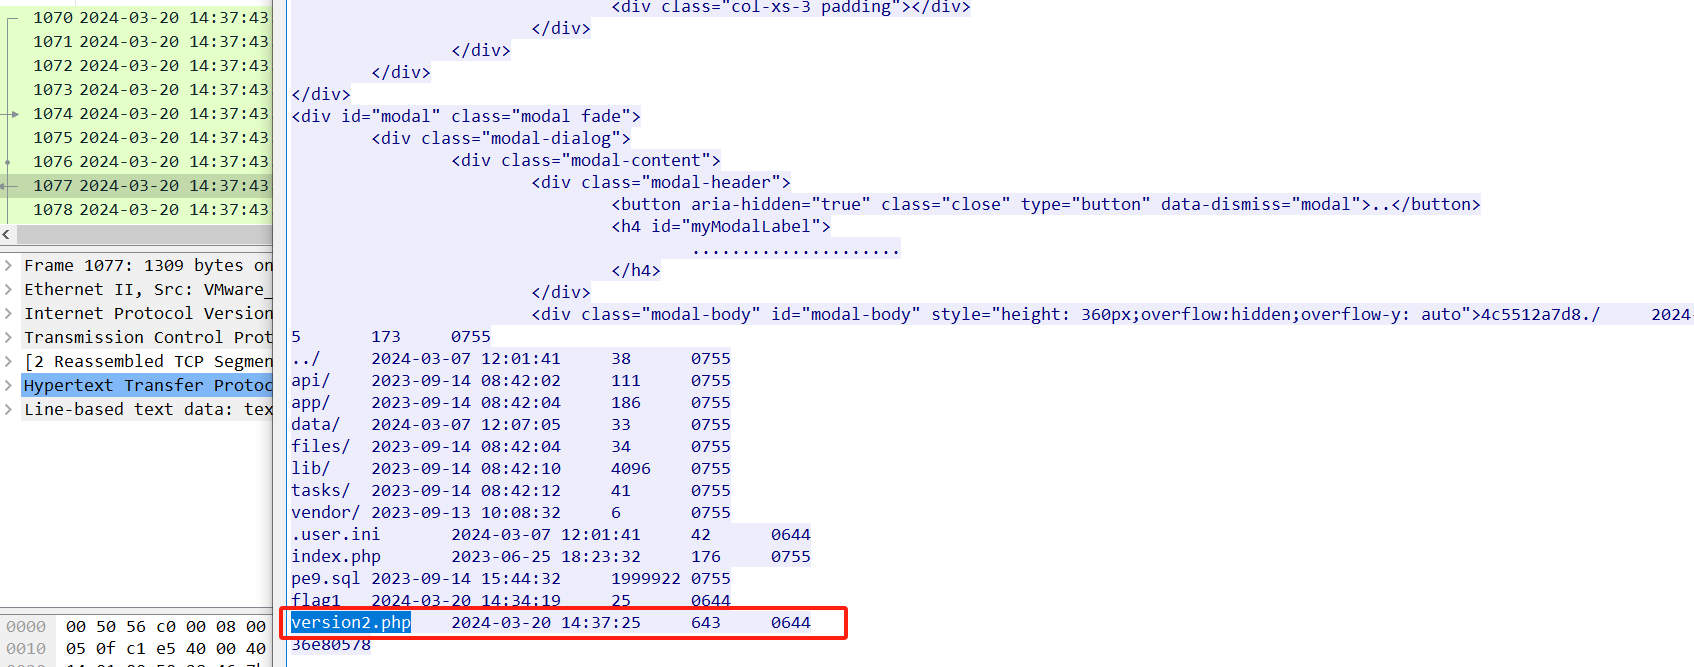 1070 2024-03-20 14:37:43
1071 2024-03-20 14:37:43
1072 2024-03-20 14:37:43
1073 2024-03-20 14:37:43
1074 2024-03-20 14:37:43
1075 2024-03-20 14:37:43
1076 2024-03-20 14:37:43
1077 2024-03-20 14:37:43
1078 2024-03-20 14:37:43
Frame 1077: 1309 bytes on
Ethernet II, Src: VMware_
Internet Protocol Version
Transmission Control Prot
[2 Reassembled TCP Segmen
Hypertext Transfer Protoc
Line-based text data: tex
0000 00 50 56 c0 00 08 00
0010 05 0f c1 e5 40 00 40
<div class="col-xs-3 padding"></div>
</div>
</div>
</div>
</div>
<div id="modal" class="modal fade">
<div class="modal-dialog">
<div class="modal-content">
<div class="modal-header">
<button aria-hidden="true" class="close" type="button" data-dismiss="modal">..</button>
<h4 id="myModalLabel">
.....................
</h4>
</div>
<div class="modal-body" id="modal-body" style="height: 360px;overflow:hidden;overflow-y: auto">4c5512a7d8./ 2024-
5 173 0755
../ 2024-03-07 12:01:41 38 0755
api/ 2023-09-14 08:42:02 111 0755
app/ 2023-09-14 08:42:04 186 0755
data/ 2024-03-07 12:07:05 33 0755
files/ 2023-09-14 08:42:04 34 0755
lib/ 2023-09-14 08:42:10 4096 0755
tasks/ 2023-09-14 08:42:12 41 0755
vendor/ 2023-09-13 10:08:32 6 0755
.user.ini 2024-03-07 12:01:41 42 0644
index.php 2023-06-25 18:23:32 176 0755
pe9.sql 2023-09-14 15:44:32 1999922 0755
flag1 2024-03-20 14:34:19 25 0644
version2.php 2024-03-20 14:37:25 643 0644
36e80578